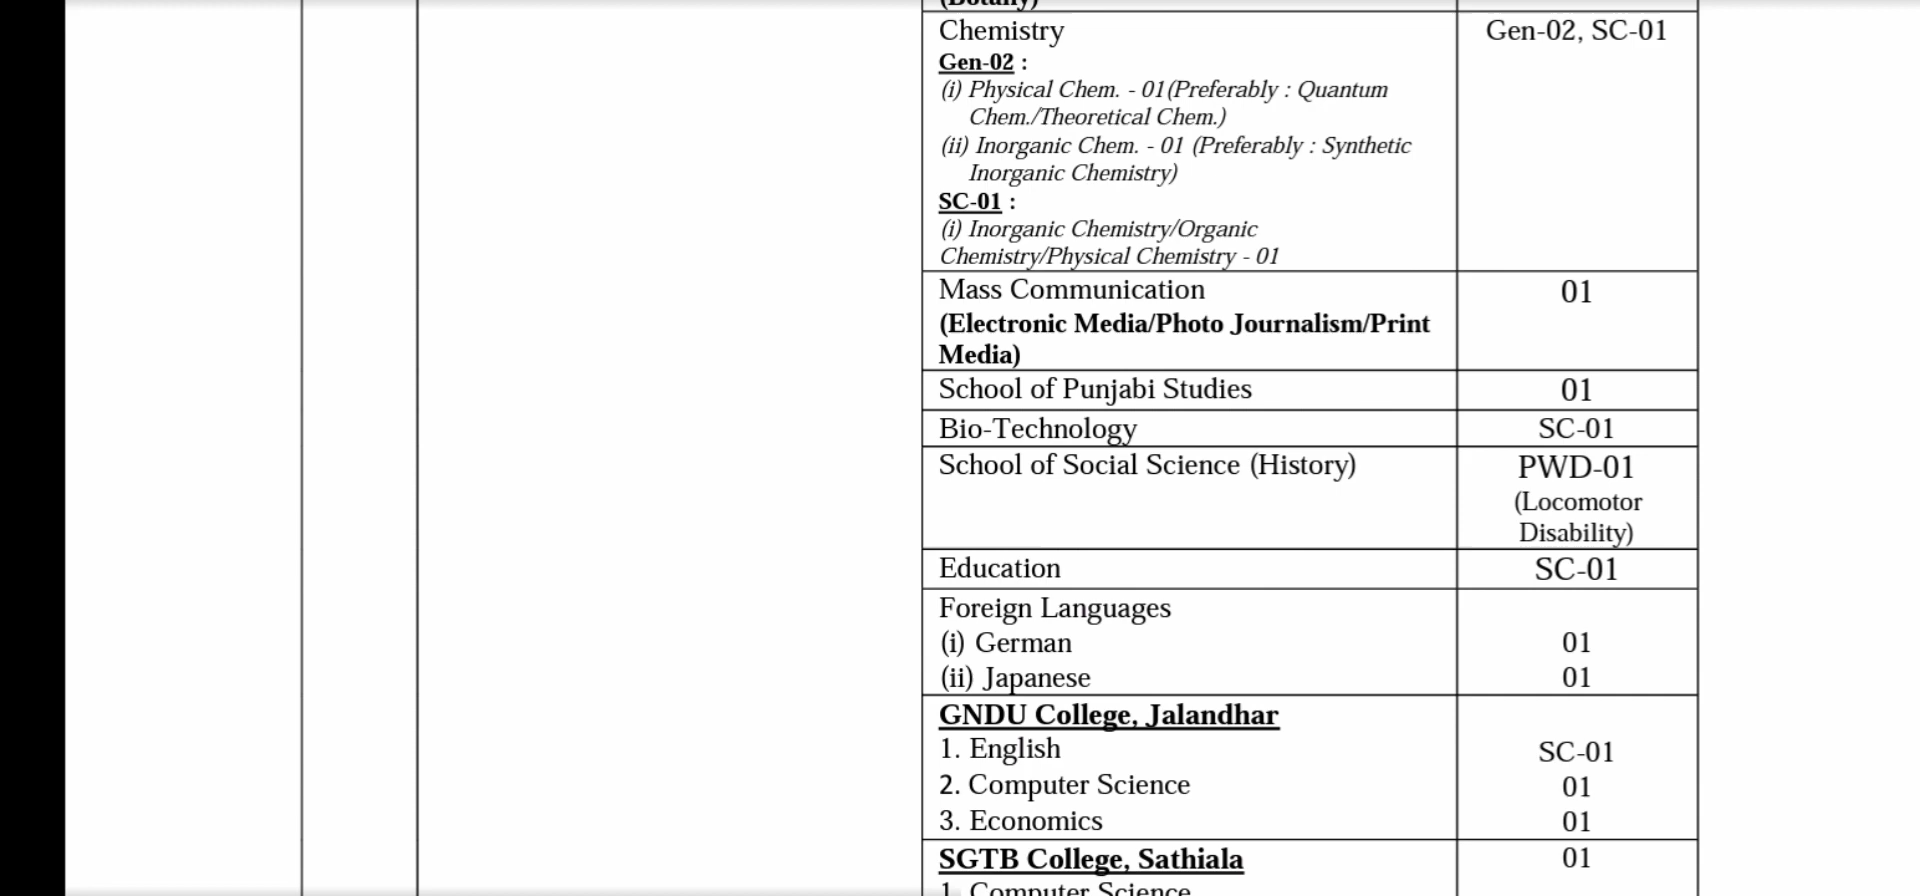 (Botany)
Chemistry
Gen-02, SC-01
Gen-02 :
(i) Physical Chem. - 01(Preferably : Quantum
Chem./Theoretical Chem.)
(ii) Inorganic Chem. - 01 (Preferably : Synthetic
Inorganic Chemistry)
SC-01 :
(i) Inorganic Chemistry/Organic
Chemistry/Physical Chemistry - 01
Mass Communication
01
(Electronic Media/Photo Journalism/Print
Media)
School of Punjabi Studies
01
Bio-Technology
SC-01
School of Social Science (History)
PWD-01
(Locomotor
Disability)
Education
SC-01
Foreign Languages
(i) German
01
(ii) Japanese
01
GNDU College, Jalandhar
1. English
SC-01
2. Computer Science
01
3. Economics
01
SGTB College, Sathiala
01
1. Computer Science